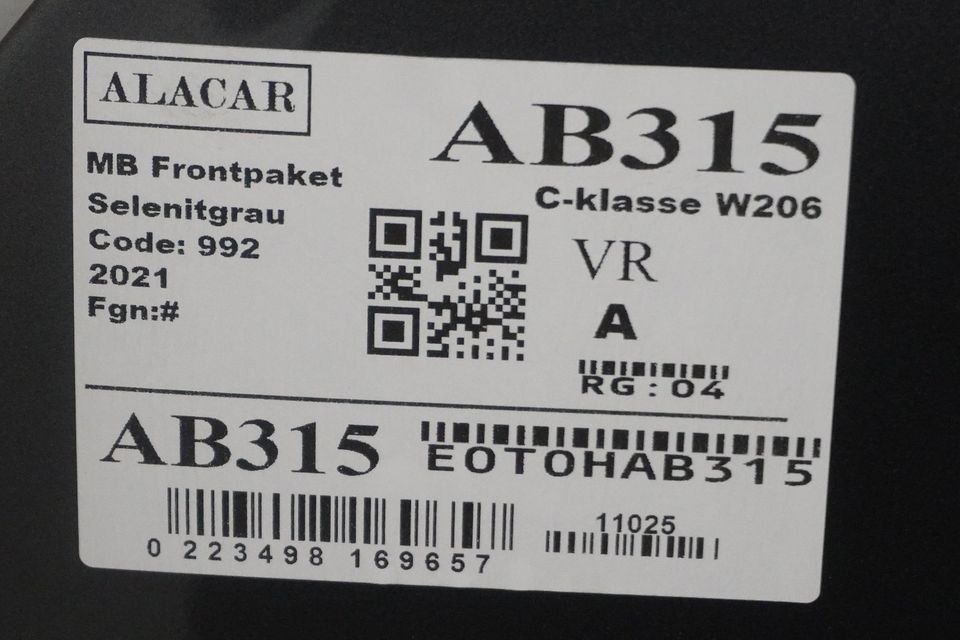 ALACAR
AB315
MB Frontpaket
Selenitgrau
Code: 992
2021
Fgn:#
C-klasse W206
VR
A
RG:04
AB315
EOTOHAB315
0 223498 169657
11025